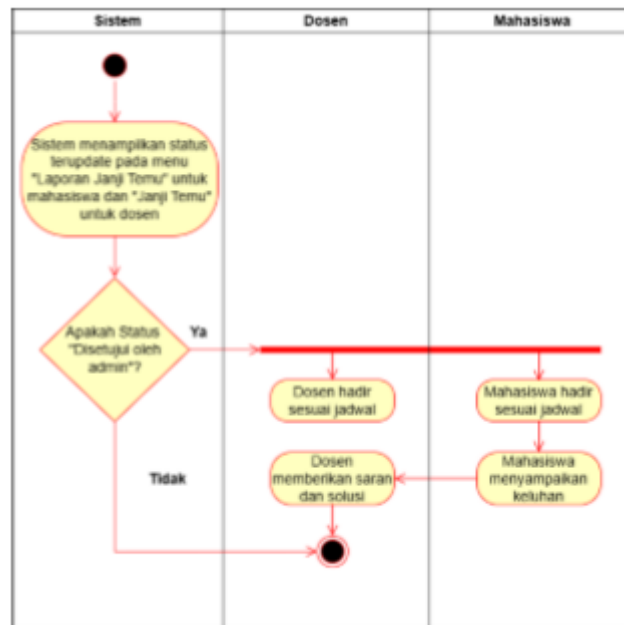 Sistem
Dosen
Mahasiswa
Sistem menampilkan status
terupdate pada menu
"Laporan Janji Temu" untuk
mahasiswa dan "Janji Temu"
untuk dosen
Apakah Status
"Disetujui oleh
admin"?
Ya
Tidak
Dosen hadir
sesuai jadwal
Mahasiswa hadir
sesuai jadwal
Mahasiswa
menyampaikan
keluhan
Dosen
memberikan saran
dan solusi